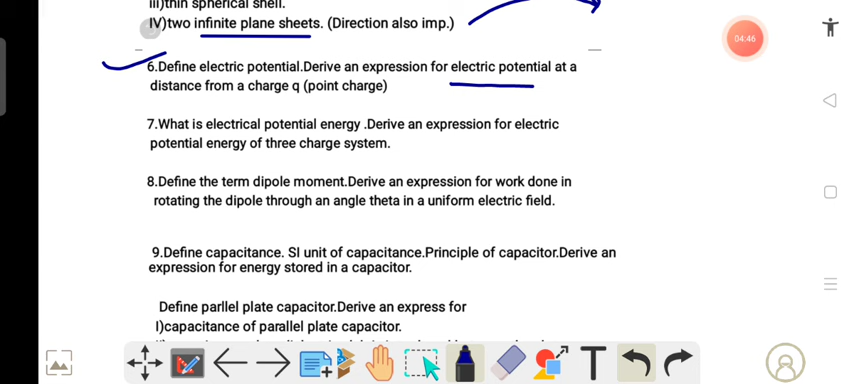 iii)thin spherical shell.
IV)two infinite plane sheets. (Direction also imp.)
04:46
6.Define electric potential.Derive an expression for electric potential at a
distance from a charge q (point charge)
7.What is electrical potential energy .Derive an expression for electric
potential energy of three charge system.
8.Define the term dipole moment.Derive an expression for work done in
rotating the dipole through an angle theta in a uniform electric field.
9.Define capacitance. SI unit of capacitance.Principle of capacitor.Derive an
expression for energy stored in a capacitor.
Define parllel plate capacitor.Derive an express for
I)capacitance of parallel plate capacitor.